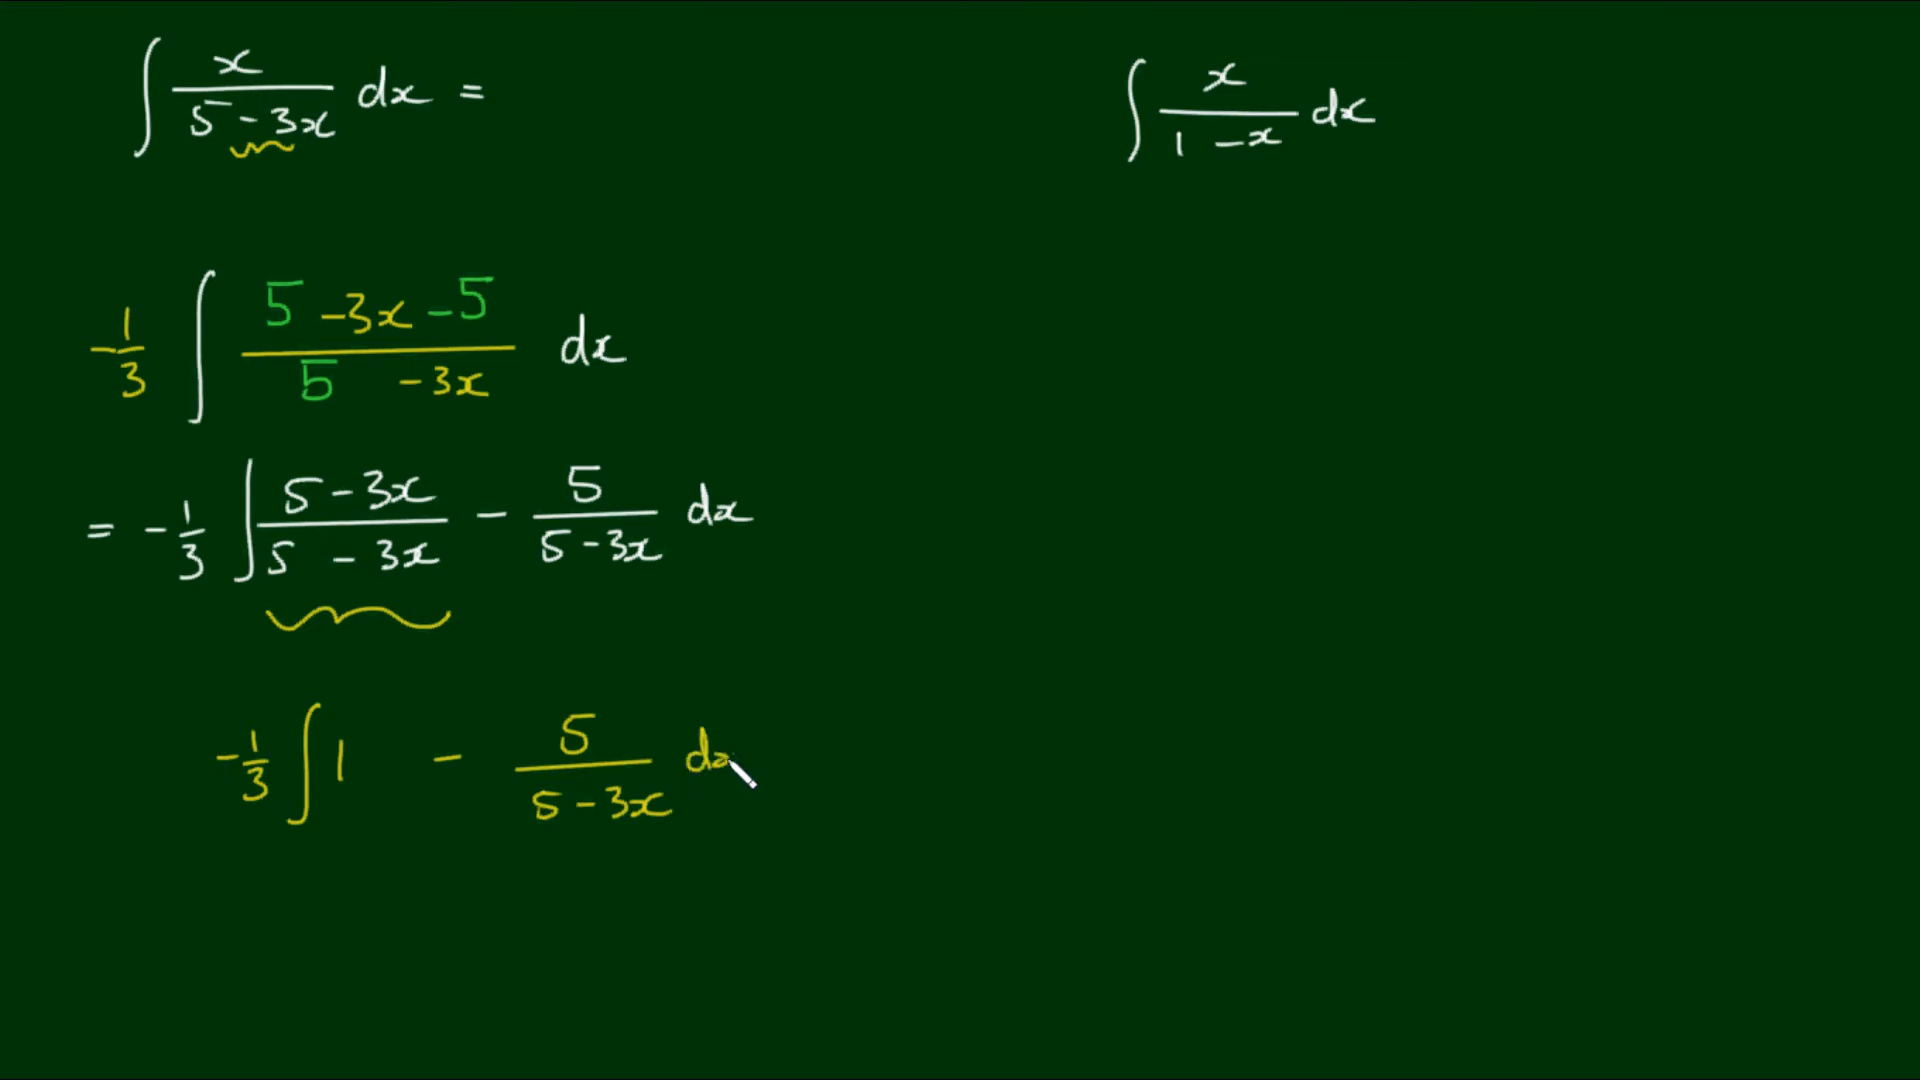 ∫ x/(5 - 3x) dx =
∫ x/(1 - x) dx
-1/3 ∫ (5 - 3x - 5)/(5 - 3x) dx
= -1/3 ∫ (5 - 3x)/(5 - 3x) - 5/(5 - 3x) dx
-1/3 ∫ 1 - 5/(5 - 3x) dx